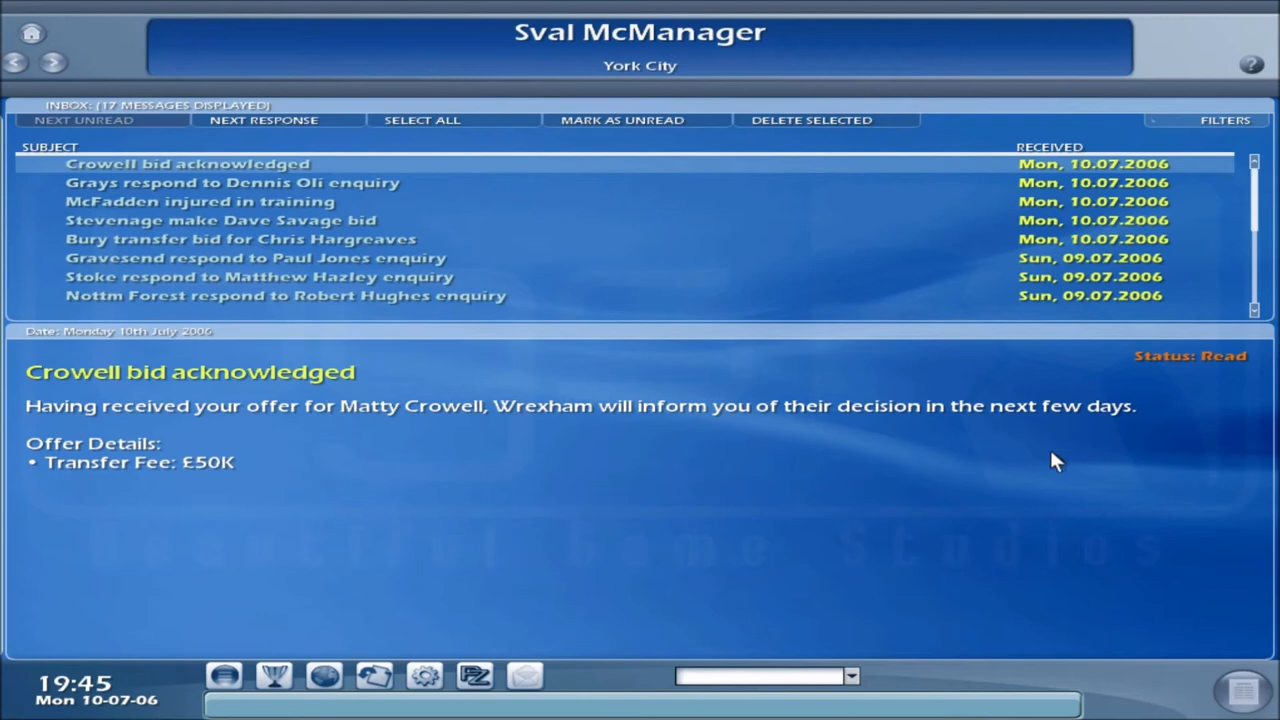 Sval McManager
York City
?
INBOX: (17 MESSAGES DISPLAYED)
NEXT UNREAD NEXT RESPONSE SELECT ALL MARK AS UNREAD DELETE SELECTED FILTERS
SUBJECT RECEIVED
Crowell bid acknowledged Mon, 10.07.2006
Grays respond to Dennis Oli enquiry Mon, 10.07.2006
McFadden injured in training Mon, 10.07.2006
Stevenage make Dave Savage bid Mon, 10.07.2006
Bury transfer bid for Chris Hargreaves Mon, 10.07.2006
Gravesend respond to Paul Jones enquiry Sun, 09.07.2006
Stoke respond to Matthew Hazley enquiry Sun, 09.07.2006
Nottm Forest respond to Robert Hughes enquiry Sun, 09.07.2006
Date: Monday 10th July 2006
Status: Read
Crowell bid acknowledged
Having received your offer for Matty Crowell, Wrexham will inform you of their decision in the next few days.
Offer Details:
• Transfer Fee: £50K
Beautiful Game Studios
19:45
Mon 10-07-06